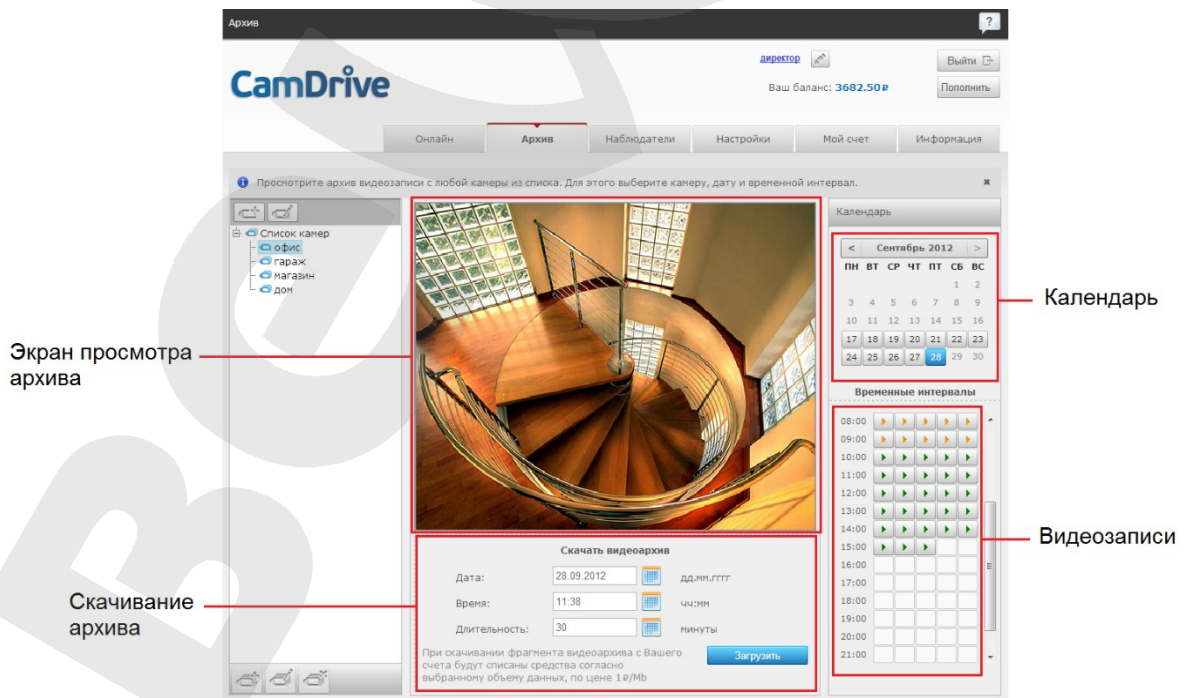 Архив
?
CamDrive
директор
Выйти
Ваш баланс: 3682.50 ₽
Пополнить
Онлайн
Архив
Наблюдатели
Настройки
Мой счет
Информация
Просмотрите архив видеозаписи с любой камеры из списка. Для этого выберите камеру, дату и временной интервал.
Список камер
офис
гараж
магазин
дом
Календарь
< Сентябрь 2012 >
ПН ВТ СР ЧТ ПТ СБ ВС
1 2
3 4 5 6 7 8 9
10 11 12 13 14 15 16
17 18 19 20 21 22 23
24 25 26 27 28 29 30
Календарь
Экран просмотра
архива
Временные интервалы
08:00
09:00
10:00
11:00
12:00
13:00
14:00
15:00
16:00
17:00
18:00
19:00
20:00
21:00
Видеозаписи
Скачать видеоархив
Дата: 28.09.2012 дд.мм.гггг
Время: 11:38 чч:мм
Длительность: 30 минуты
При скачивании фрагмента видеоархива с Вашего
счета будут списаны средства согласно
выбранному объему данных, по цене 1₽/Mb
Загрузить
Скачивание
архива